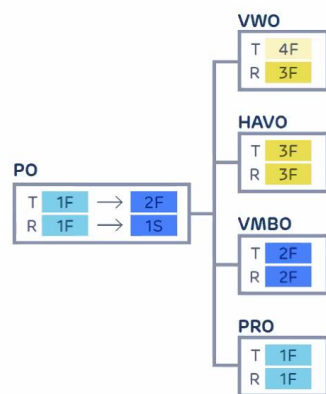 VWO
T 4F
R 3F
HAVO
T 3F
R 3F
PO
T 1F → 2F
R 1F → 1S
VMBO
T 2F
R 2F
PRO
T 1F
R 1F